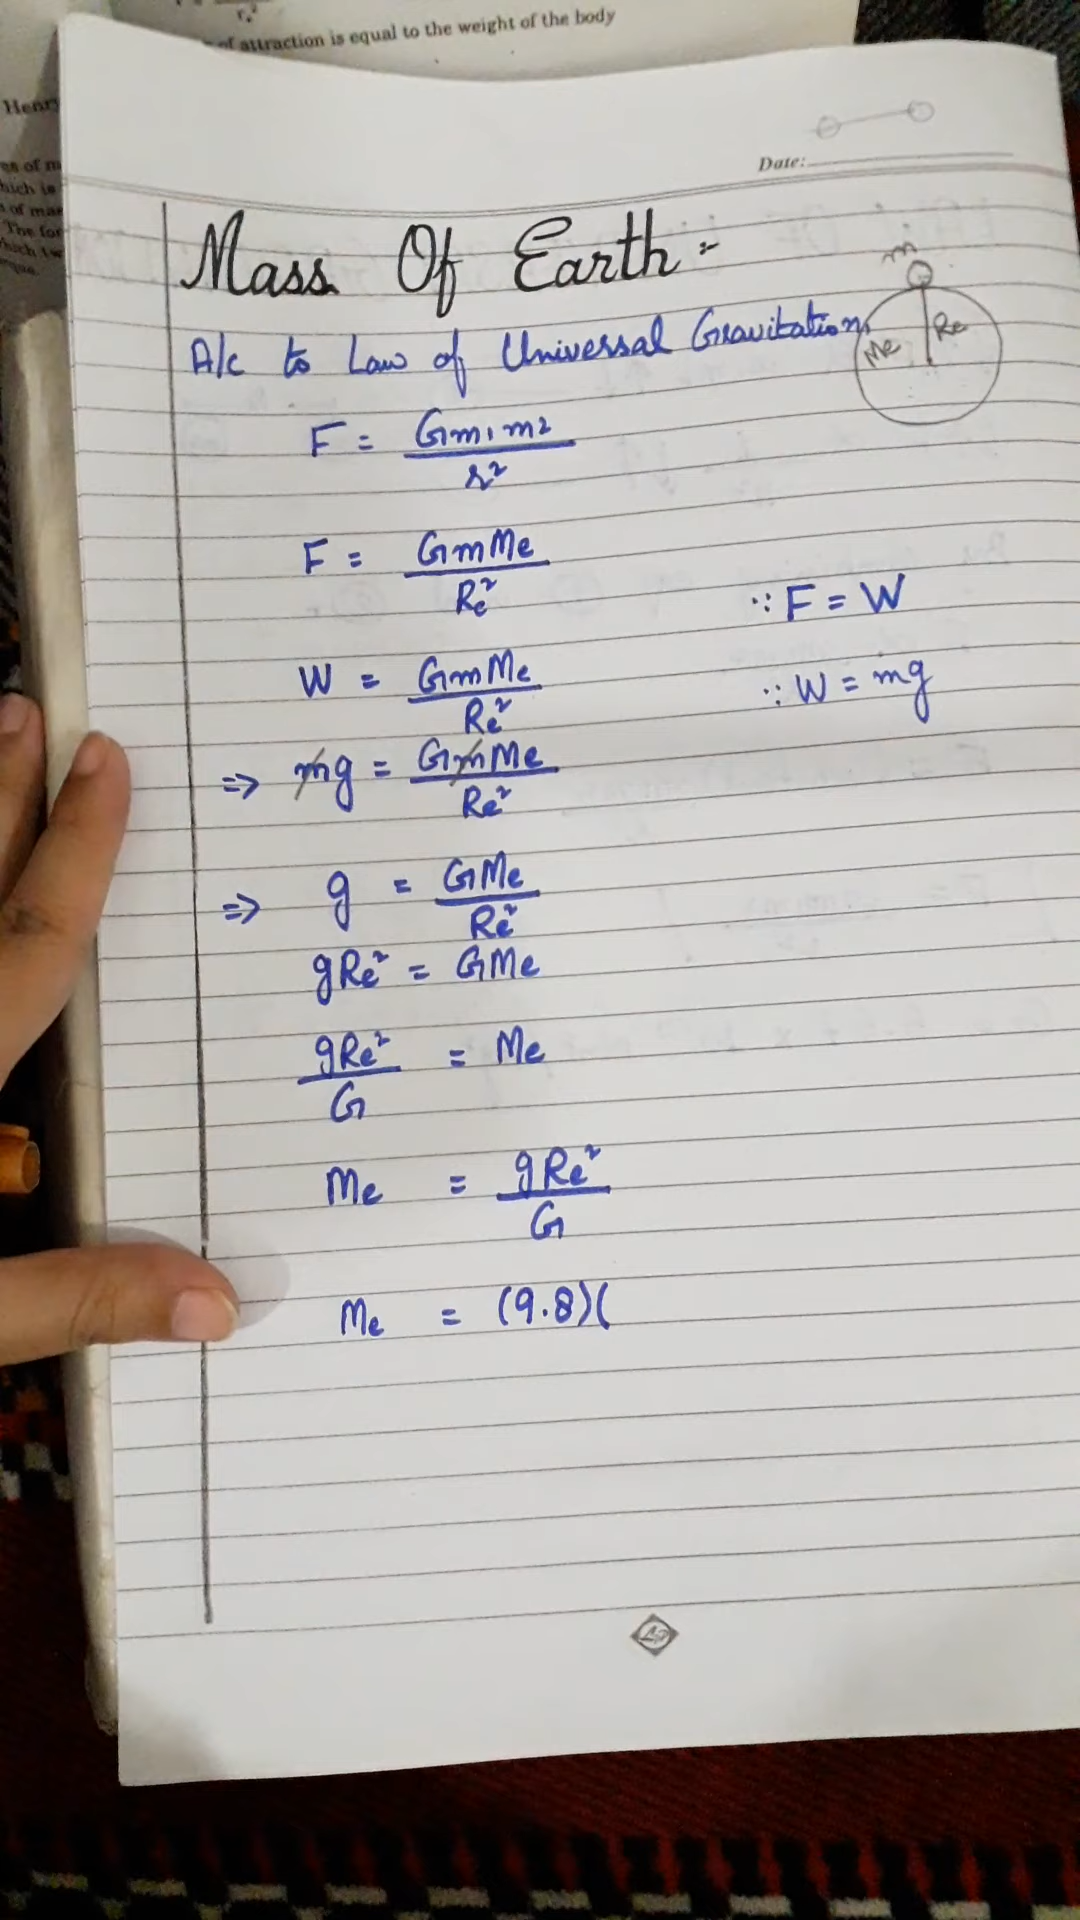 of attraction is equal to the weight of the body
Henry
Date:
Mass Of Earth :-
m
Me
Re
A/c to Law of Universal Gravitation,
F = Gm1m2 / r²
F = GmMe / Re²
∵ F = W
W = GmMe / Re²
∵ W = mg
=> mg = GmMe / Re²
=> g = GMe / Re²
gRe² = GMe
gRe² / G = Me
Me = gRe² / G
Me = (9.8)(